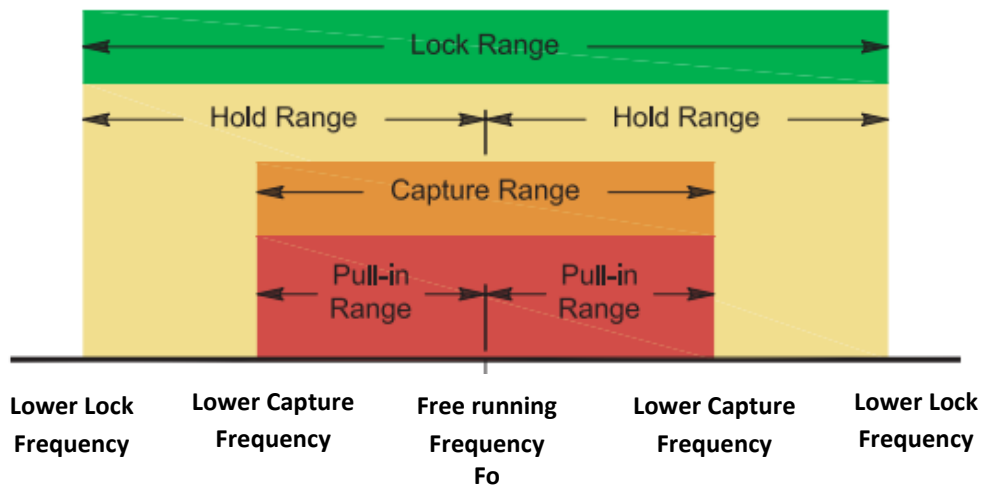 Lock Range
Hold Range
Hold Range
Capture Range
Pull-in
Range
Pull-in
Range
Lower Lock
Frequency
Lower Capture
Frequency
Free running
Frequency
Fo
Lower Capture
Frequency
Lower Lock
Frequency